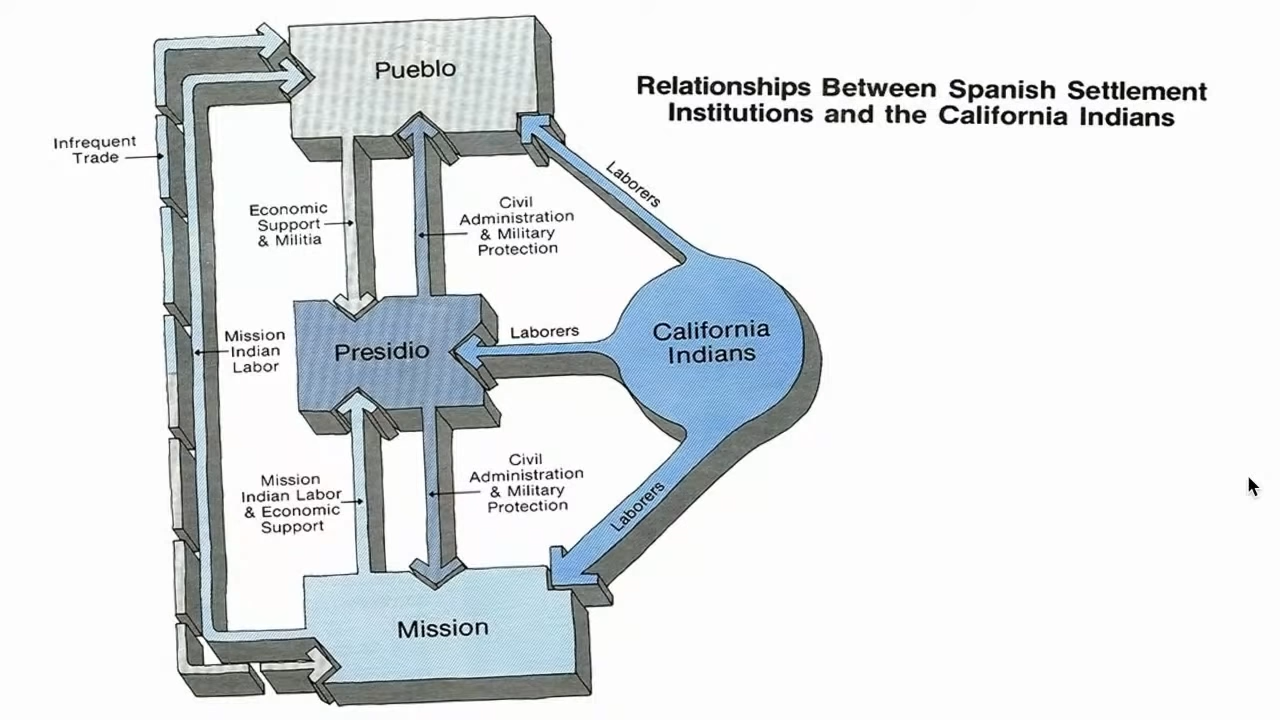 Relationships Between Spanish Settlement
Institutions and the California Indians
Pueblo
Infrequent
Trade
Laborers
Economic
Support
& Militia
Civil
Administration
& Military
Protection
Mission
Indian
Labor
Presidio
Laborers
California
Indians
Mission
Indian Labor
& Economic
Support
Civil
Administration
& Military
Protection
Laborers
Mission